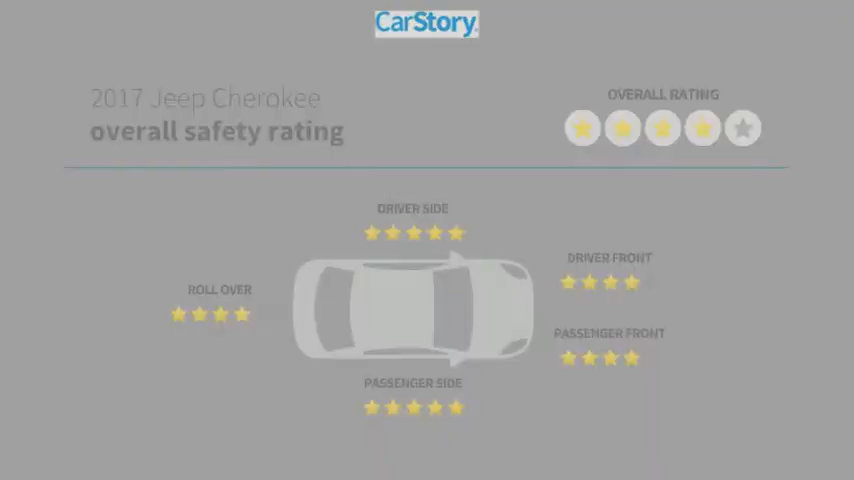 CarStory
2017 Jeep Cherokee
overall safety rating
OVERALL RATING
DRIVER SIDE
DRIVER FRONT
ROLL OVER
PASSENGER FRONT
PASSENGER SIDE